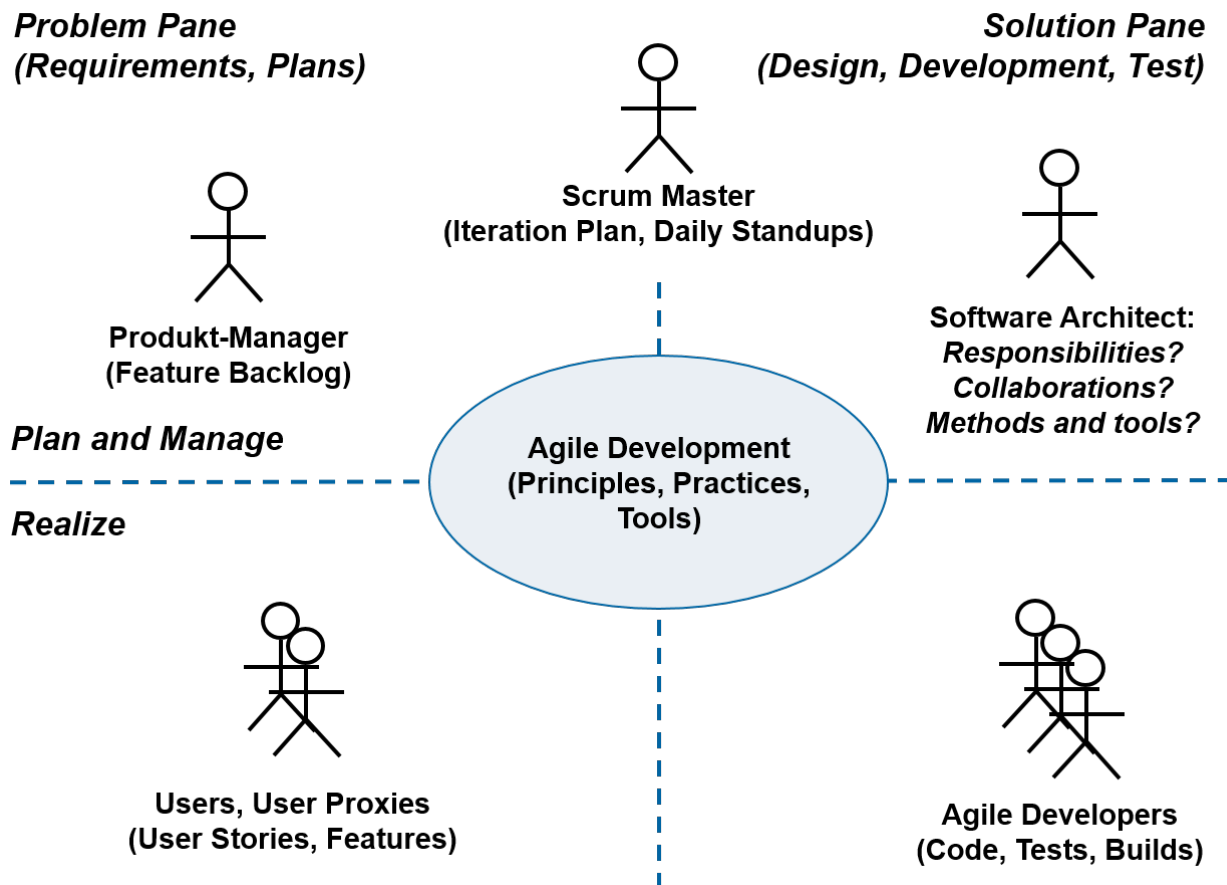 Problem Pane
(Requirements, Plans)
Solution Pane
(Design, Development, Test)
Scrum Master
(Iteration Plan, Daily Standups)
Produkt-Manager
(Feature Backlog)
Software Architect:
Responsibilities?
Collaborations?
Methods and tools?
Plan and Manage
Agile Development
(Principles, Practices,
Tools)
Realize
Users, User Proxies
(User Stories, Features)
Agile Developers
(Code, Tests, Builds)